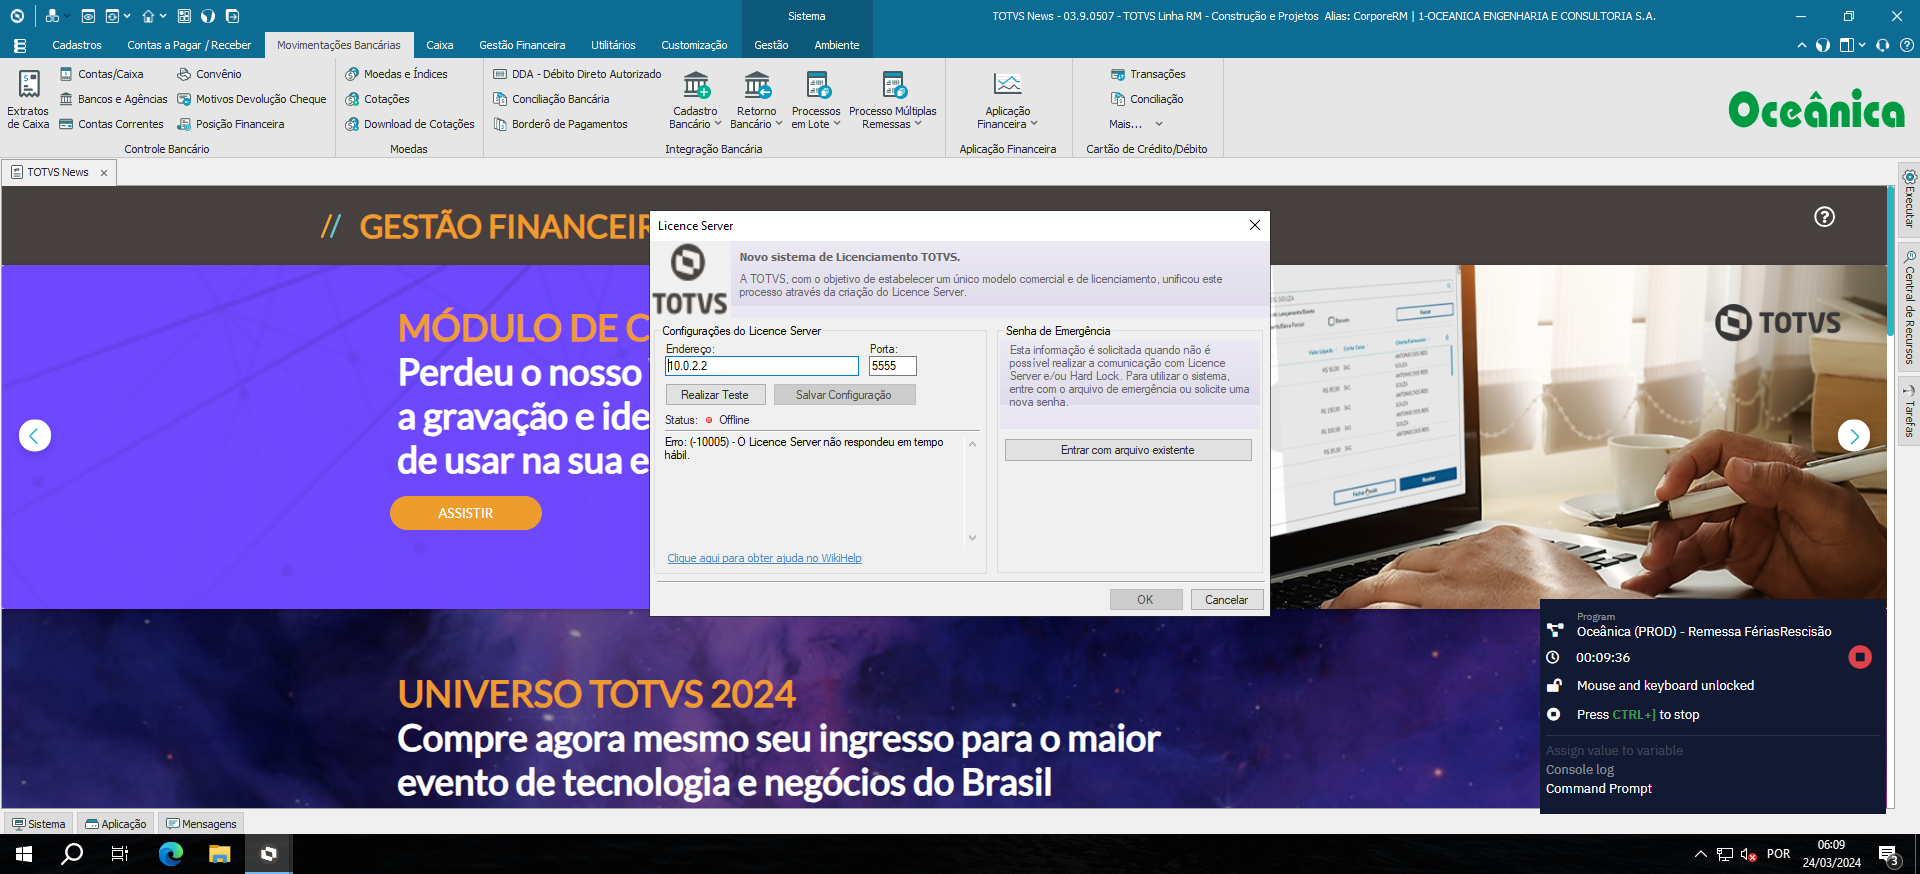 Sistema
TOTVS News - 03.9.0507 - TOTVS Linha RM - Construção e Projetos Alias: CorporeRM | 1-OCEANICA ENGENHARIA E CONSULTORIA S.A.
Cadastros
Contas a Pagar / Receber
Movimentações Bancárias
Caixa
Gestão Financeira
Utilitários
Customização
Gestão
Ambiente
Extratos de Caixa
Contas/Caixa
Bancos e Agências
Contas Correntes
Convênio
Motivos Devolução Cheque
Posição Financeira
Controle Bancário
Moedas e Índices
Cotações
Download de Cotações
Moedas
DDA - Débito Direto Autorizado
Conciliação Bancária
Borderô de Pagamentos
Cadastro Bancário
Retorno Bancário
Processos em Lote
Processo Múltiplas Remessas
Integração Bancária
Aplicação Financeira
Aplicação Financeira
Transações
Conciliação
Mais...
Cartão de Crédito/Débito
Oceânica
TOTVS News
Executar
Central de Recursos
Tarefas
// GESTÃO FINANCEIR
MÓDULO DE C
Perdeu o nosso
a gravação e ide
de usar na sua e
ASSISTIR
TOTVS
Licence Server
TOTVS
Novo sistema de Licenciamento TOTVS.
A TOTVS, com o objetivo de estabelecer um único modelo comercial e de licenciamento, unificou este
processo através da criação do Licence Server.
Configurações do Licence Server
Endereço:
Porta:
10.0.2.2
5555
Realizar Teste
Salvar Configuração
Status:
Offline
Erro: (-10005) - O Licence Server não respondeu em tempo
hábil.
Clique aqui para obter ajuda no WikiHelp
Senha de Emergência
Esta informação é solicitada quando não é
possível realizar a comunicação com Licence
Server e/ou Hard Lock. Para utilizar o sistema,
entre com o arquivo de emergência ou solicite uma
nova senha.
Entrar com arquivo existente
OK
Cancelar
UNIVERSO TOTVS 2024
Compre agora mesmo seu ingresso para o maior
evento de tecnologia e negócios do Brasil
Program
Oceânica (PROD) - Remessa FériasRescisão
00:09:36
Mouse and keyboard unlocked
Press CTRL+] to stop
Assign value to variable
Console log
Command Prompt
Sistema
Aplicação
Mensagens
POR
06:09
24/03/2024
3